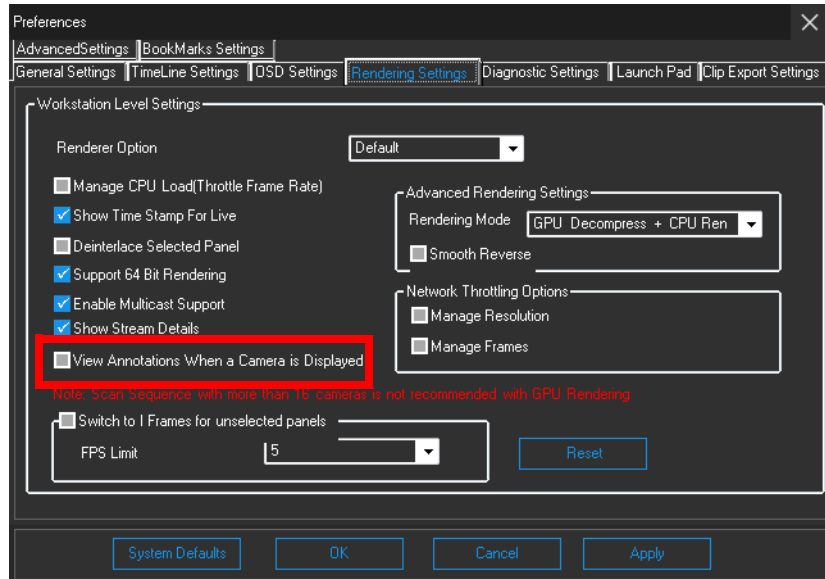 Preferences
AdvancedSettings BookMarks Settings
General Settings TimeLine Settings OSD Settings Rendering Settings Diagnostic Settings Launch Pad Clip Export Settings
Workstation Level Settings
Renderer Option Default
Manage CPU Load(Throttle Frame Rate)
Show Time Stamp For Live
Deinterlace Selected Panel
Support 64 Bit Rendering
Enable Multicast Support
Show Stream Details
View Annotations When a Camera is Displayed
Advanced Rendering Settings
Rendering Mode GPU Decompress + CPU Ren
Smooth Reverse
Network Throttling Options
Manage Resolution
Manage Frames
Note: Scan Sequence with more than 16 cameras is not recommended with GPU Rendering
Switch to I Frames for unselected panels
FPS Limit 5
Reset
System Defaults OK Cancel Apply